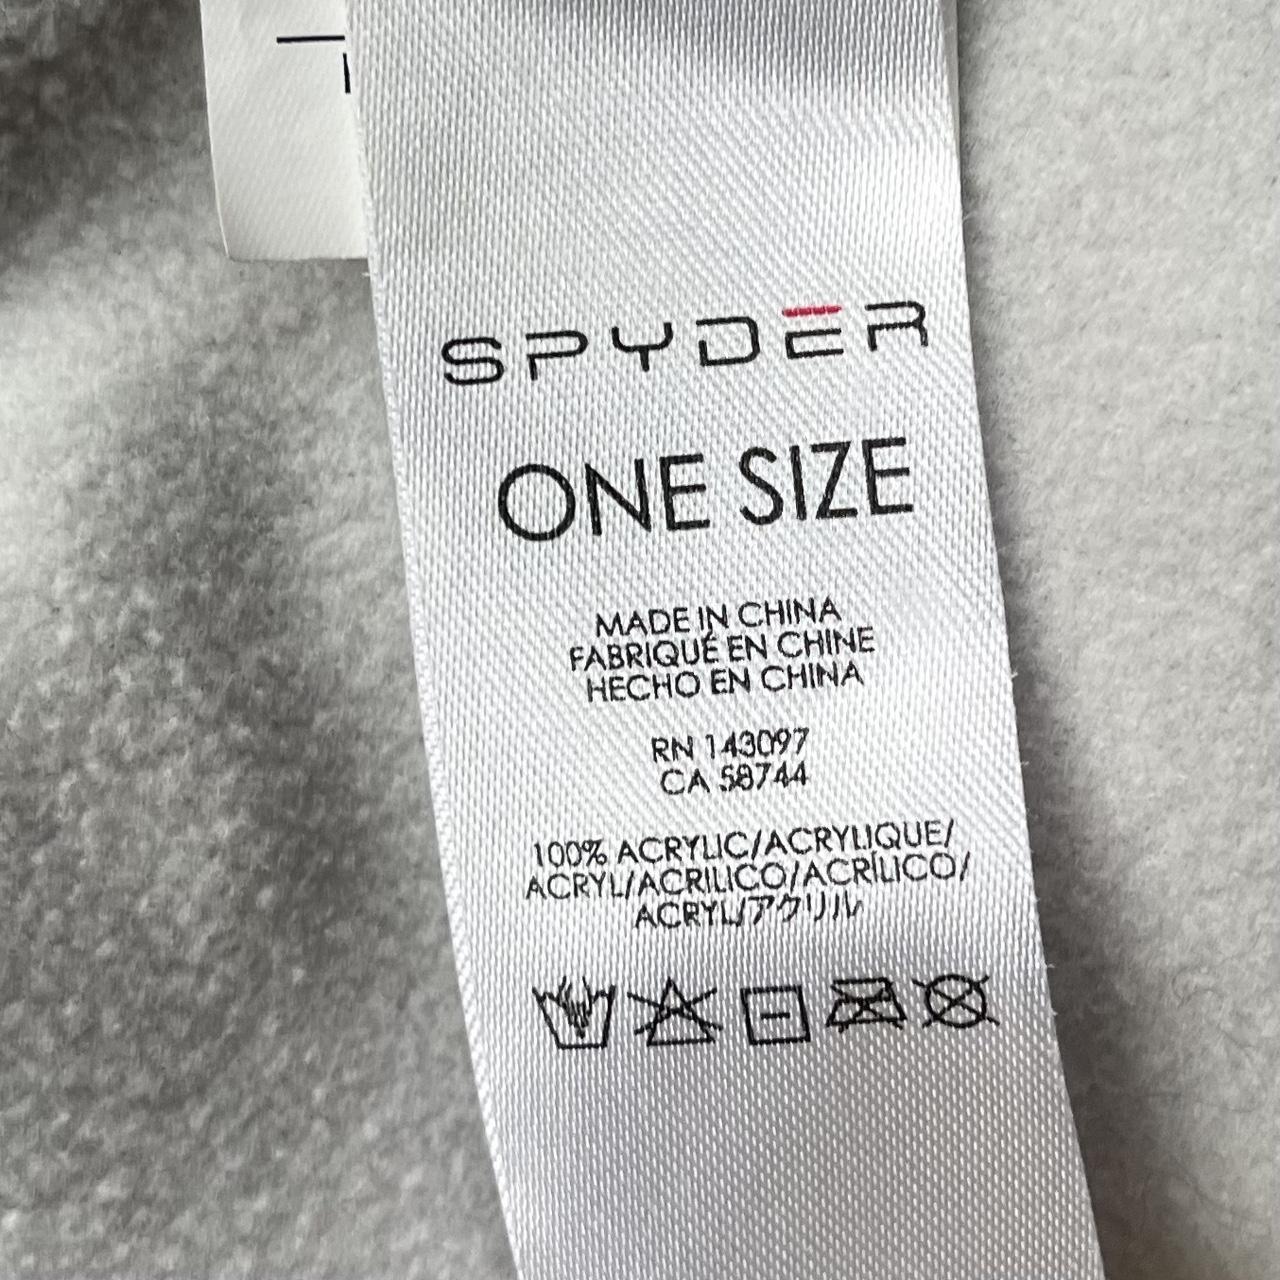 SPYDER
ONE SIZE
MADE IN CHINA
FABRIQUÉ EN CHINE
HECHO EN CHINA
RN 143097
CA 58744
100% ACRYLIC/ACRYLIQUE/
ACRYL/ACRILICO/ACRÍLICO/
ACRYL/アクリル